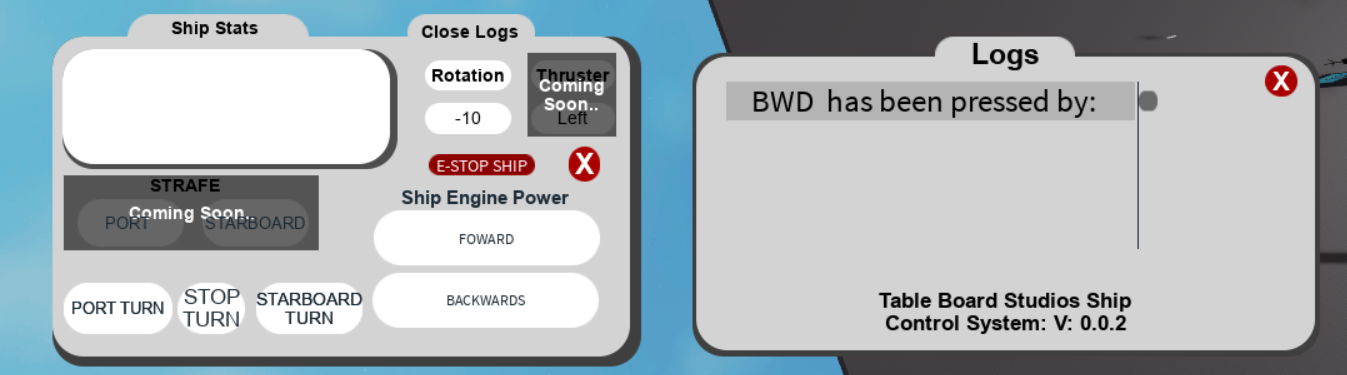 Ship Stats
Close Logs
Rotation
-10
Thruster
Coming
Soon..
Left
E-STOP SHIP
X
STRAFE
Coming Soon..
PORT
STARBOARD
Ship Engine Power
FOWARD
BACKWARDS
PORT TURN
STOP
TURN
STARBOARD
TURN
Logs
X
BWD has been pressed by:
Table Board Studios Ship
Control System: V: 0.0.2